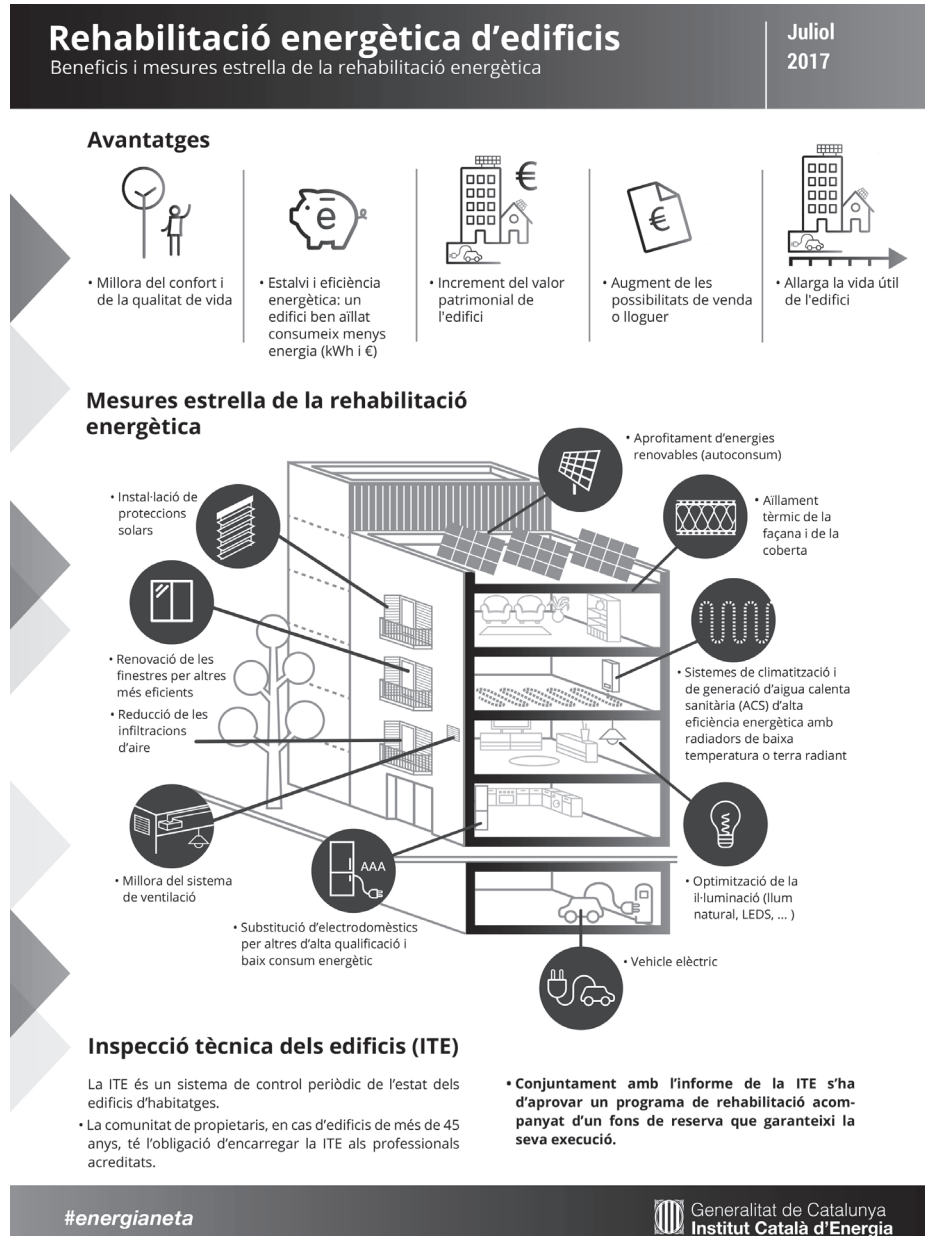 Rehabilitació energètica d'edificis
Beneficis i mesures estrella de la rehabilitació energètica
Juliol
2017
Avantatges
€
ē
€
• Millora del confort i
de la qualitat de vida
• Estalvi i eficiència
energètica: un
edifici ben aïllat
consumeix menys
energia (kWh i €)
• Increment del valor
patrimonial de
l'edifici
• Augment de les
possibilitats de venda
o lloguer
• Allarga la vida útil
de l'edifici
Mesures estrella de la rehabilitació
energètica
• Aprofitament d'energies
renovables (autoconsum)
• Instal·lació de
proteccions
solars
• Aïllament
tèrmic de la
façana i de la
coberta
• Renovació de les
finestres per altres
més eficients
• Reducció de les
infiltracions
d'aire
• Sistemes de climatització i
de generació d'aigua calenta
sanitària (ACS) d'alta
eficiència energètica amb
radiadors de baixa
temperatura o terra radiant
AAA
• Millora del sistema
de ventilació
• Optimització de la
il·luminació (llum
natural, LEDS, ... )
• Substitució d'electrodomèstics
per altres d'alta qualificació i
baix consum energètic
• Vehicle elèctric
Inspecció tècnica dels edificis (ITE)
La ITE és un sistema de control periòdic de l'estat dels
edificis d'habitatges.
• La comunitat de propietaris, en cas d'edificis de més de 45
anys, té l'obligació d'encarregar la ITE als professionals
acreditats.
• Conjuntament amb l'informe de la ITE s'ha
d'aprovar un programa de rehabilitació acom-
panyat d'un fons de reserva que garanteixi la
seva execució.
#energianeta
Generalitat de Catalunya
Institut Català d'Energia